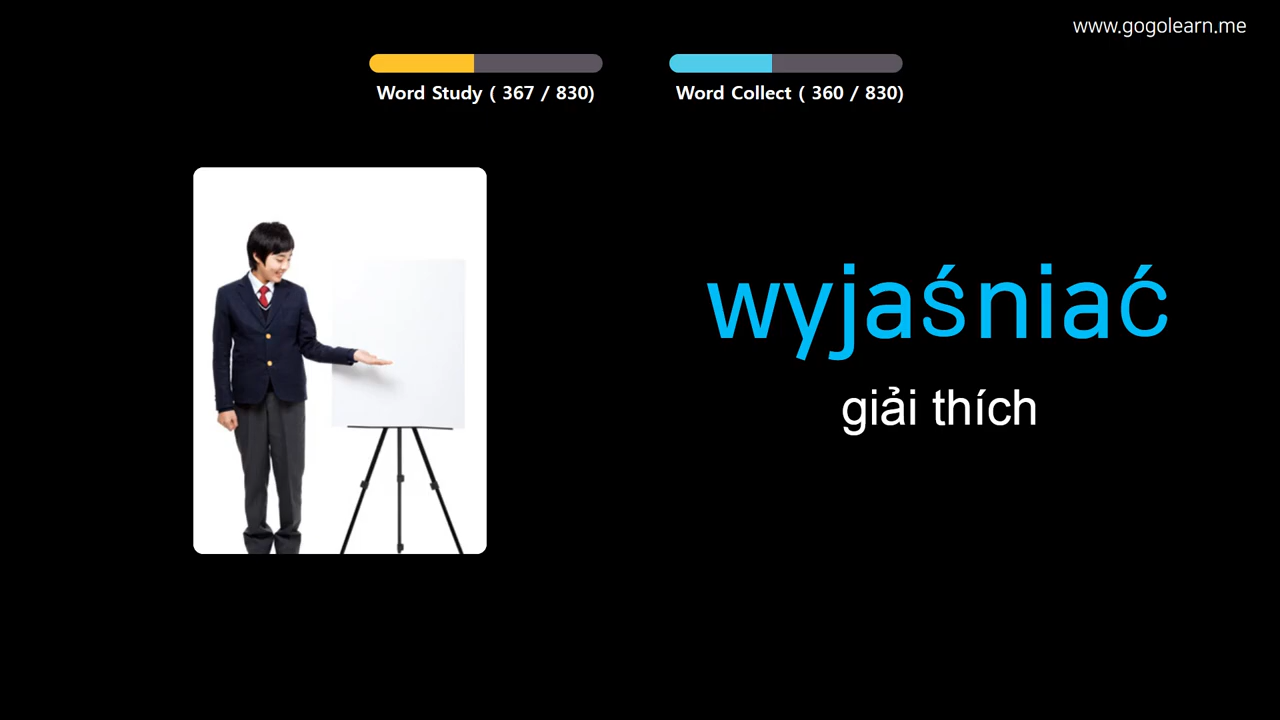 www.gogolearn.me
Word Study ( 367 / 830)
Word Collect ( 360 / 830)
wyjaśniać
giải thích